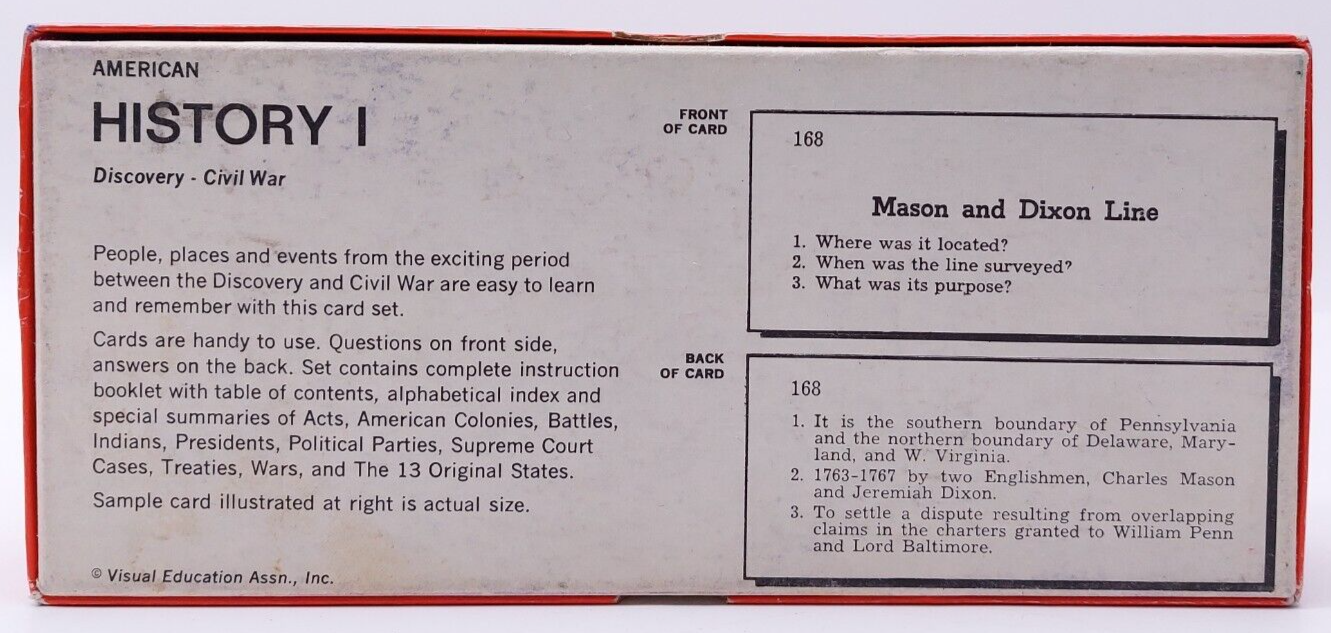 AMERICAN
HISTORY I
Discovery - Civil War
People, places and events from the exciting period
between the Discovery and Civil War are easy to learn
and remember with this card set.
Cards are handy to use. Questions on front side,
answers on the back. Set contains complete instruction
booklet with table of contents, alphabetical index and
special summaries of Acts, American Colonies, Battles,
Indians, Presidents, Political Parties, Supreme Court
Cases, Treaties, Wars, and The 13 Original States.
Sample card illustrated at right is actual size.
© Visual Education Assn., Inc.
FRONT
OF CARD
168
Mason and Dixon Line
1. Where was it located?
2. When was the line surveyed?
3. What was its purpose?
BACK
OF CARD
168
1. It is the southern boundary of Pennsylvania
and the northern boundary of Delaware, Mary-
land, and W. Virginia.
2. 1763-1767 by two Englishmen, Charles Mason
and Jeremiah Dixon.
3. To settle a dispute resulting from overlapping
claims in the charters granted to William Penn
and Lord Baltimore.